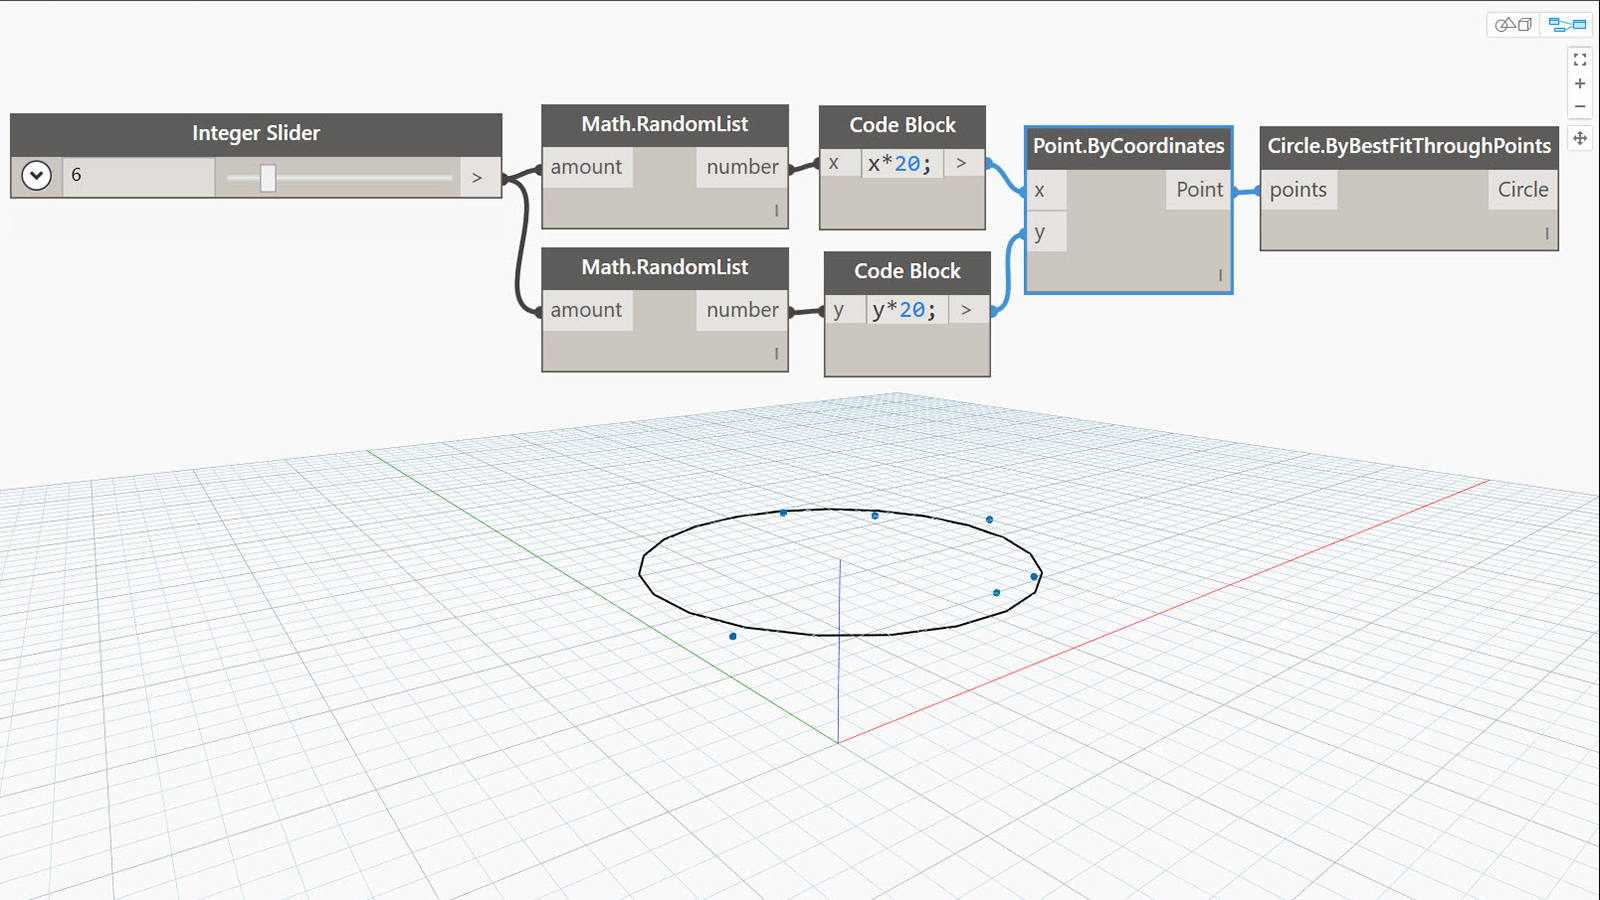 Integer Slider
6
>
Math.RandomList
amount
number
Code Block
x
x*20;
>
Point.ByCoordinates
x
Point
y
Circle.ByBestFitThroughPoints
points
Circle
Math.RandomList
amount
number
Code Block
y
y*20;
>